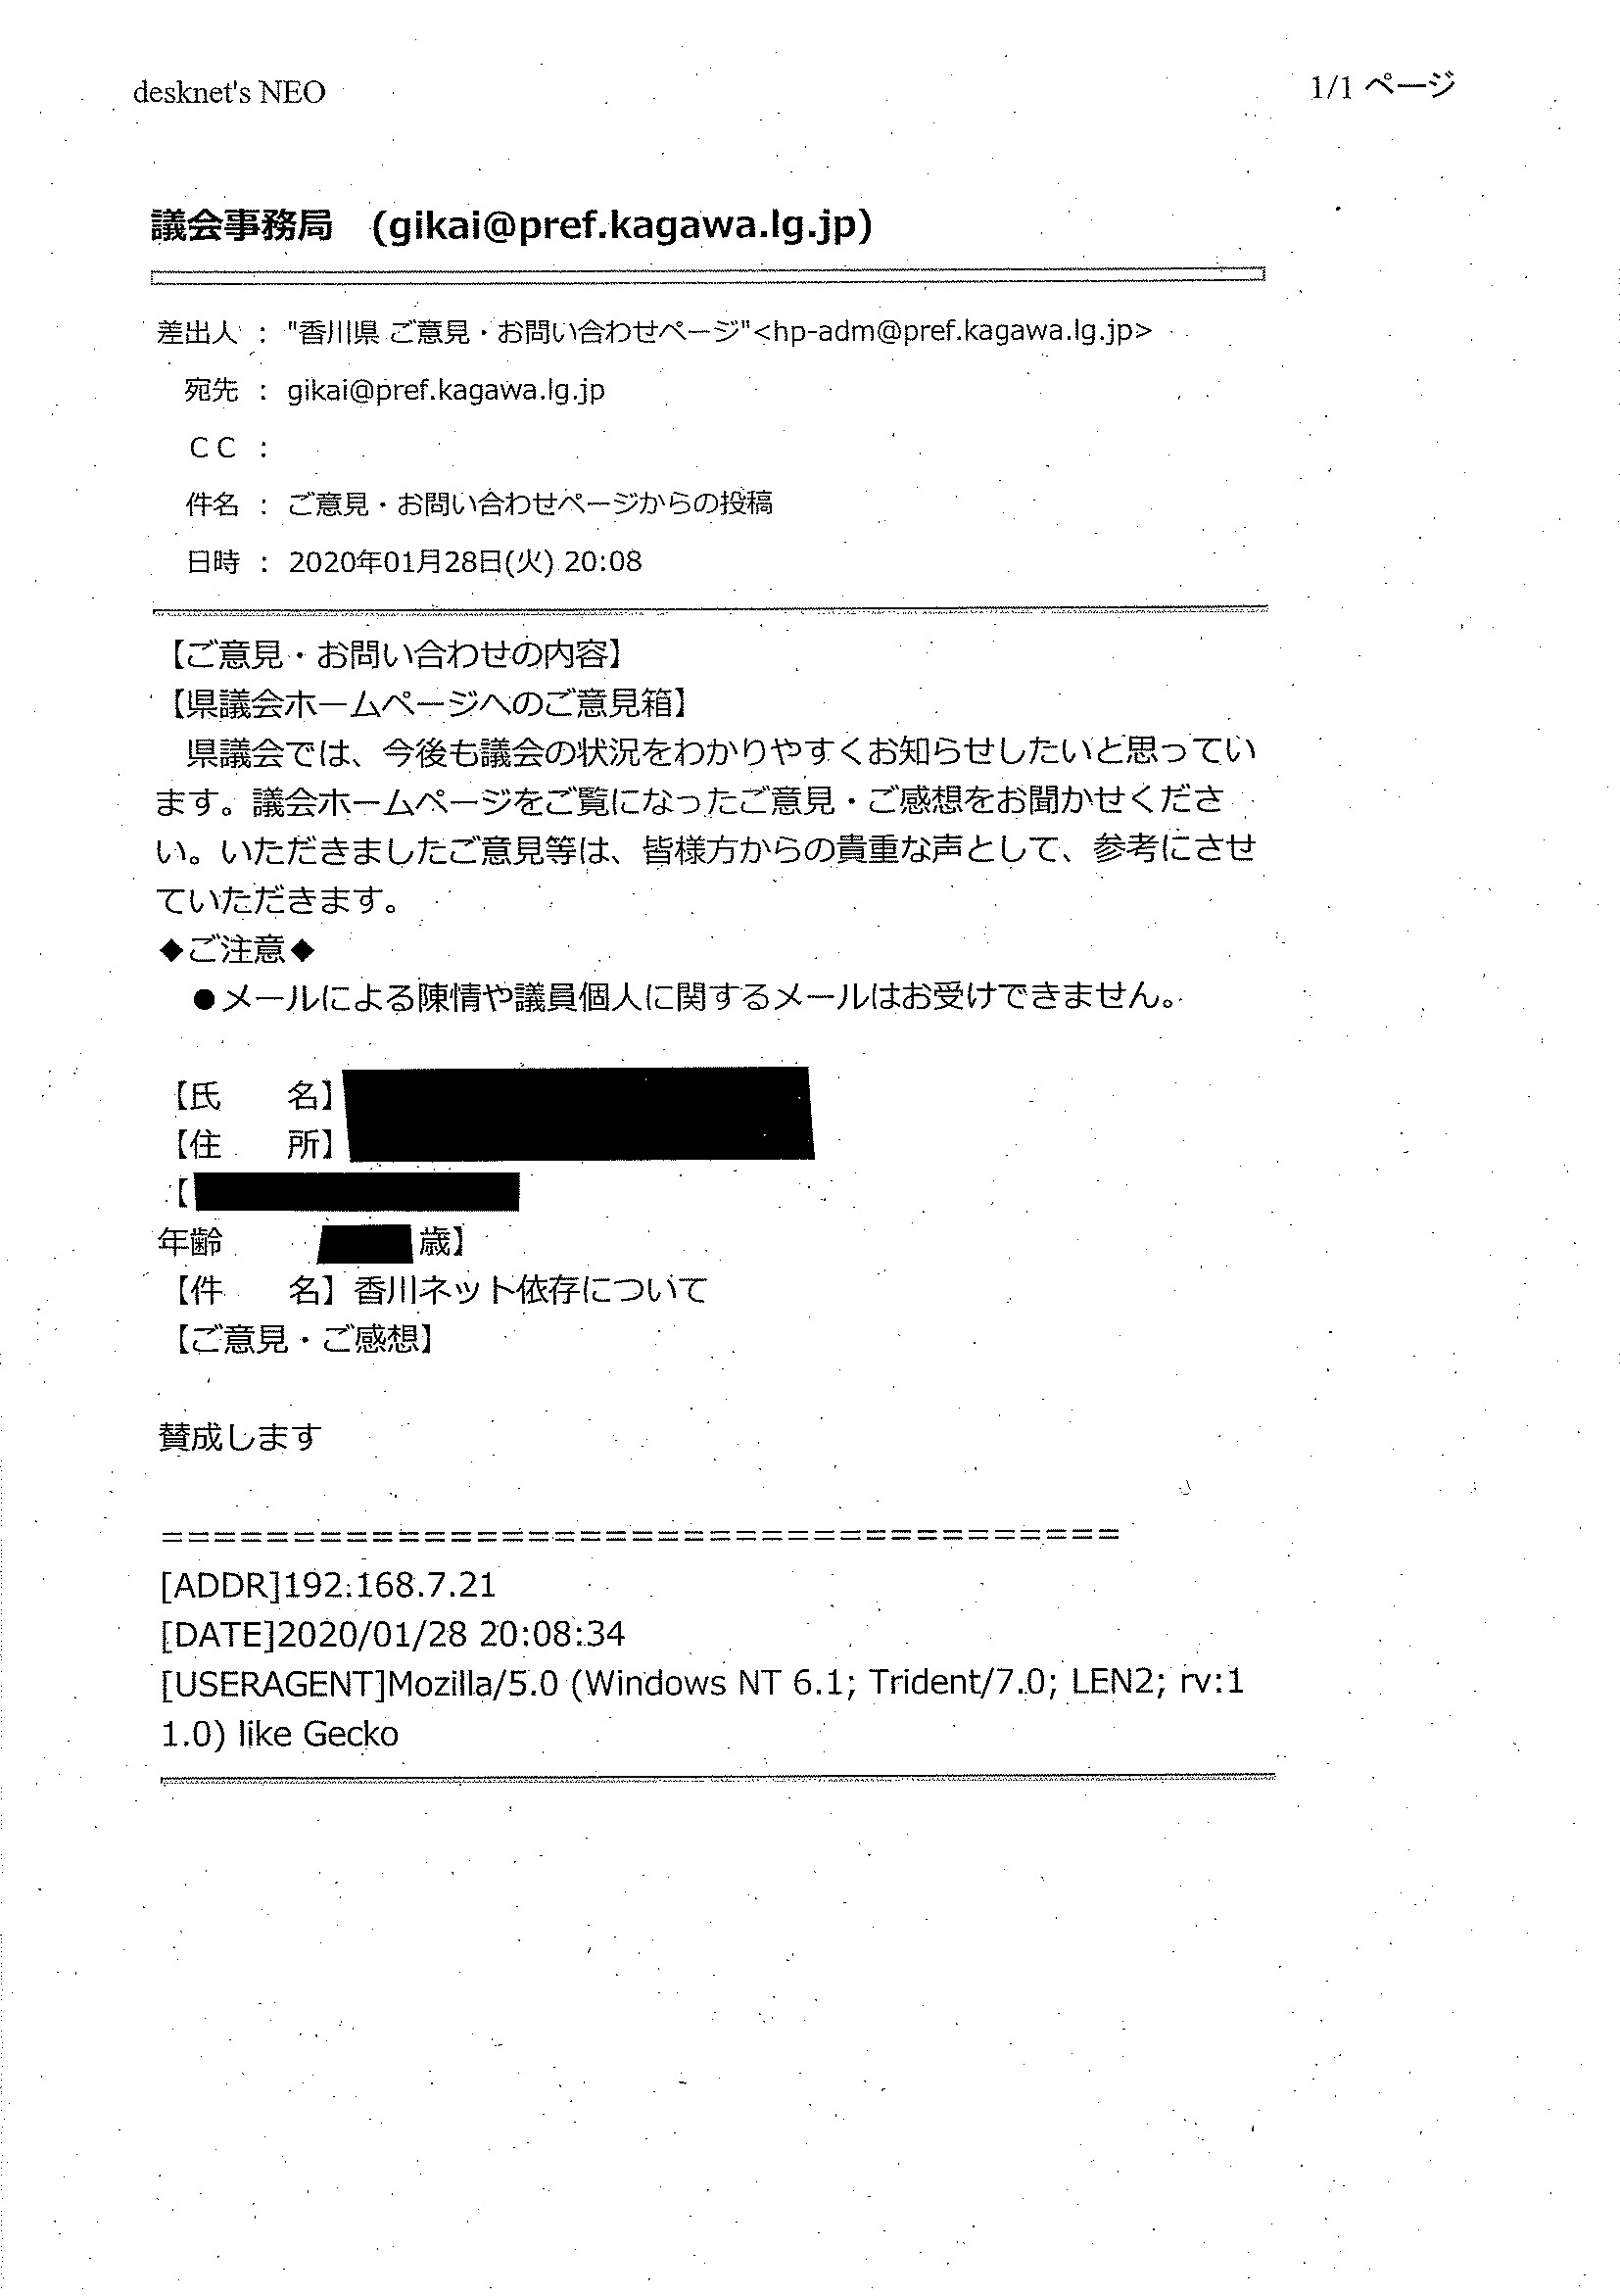 desknet's NEO
1/1 ページ
議会事務局　(gikai@pref.kagawa.lg.jp)
差出人 ： "香川県 ご意見・お問い合わせページ"<hp-adm@pref.kagawa.lg.jp>
宛先 ： gikai@pref.kagawa.lg.jp
ＣＣ ：
件名 ： ご意見・お問い合わせページからの投稿
日時 ： 2020年01月28日(火) 20:08
【ご意見・お問い合わせの内容】
【県議会ホームページへのご意見箱】
　県議会では、今後も議会の状況をわかりやすくお知らせしたいと思ってい
ます。議会ホームページをご覧になったご意見・ご感想をお聞かせくださ
い。いただきましたご意見等は、皆様方からの貴重な声として、参考にさせ
ていただきます。
◆ご注意◆
　●メールによる陳情や議員個人に関するメールはお受けできません。
【氏　　名】
【住　　所】
【
年齢　　　歳】
【件　　名】香川ネット依存について
【ご意見・ご感想】
賛成します
=====================================
[ADDR]192.168.7.21
[DATE]2020/01/28 20:08:34
[USERAGENT]Mozilla/5.0 (Windows NT 6.1; Trident/7.0; LEN2; rv:1
1.0) like Gecko